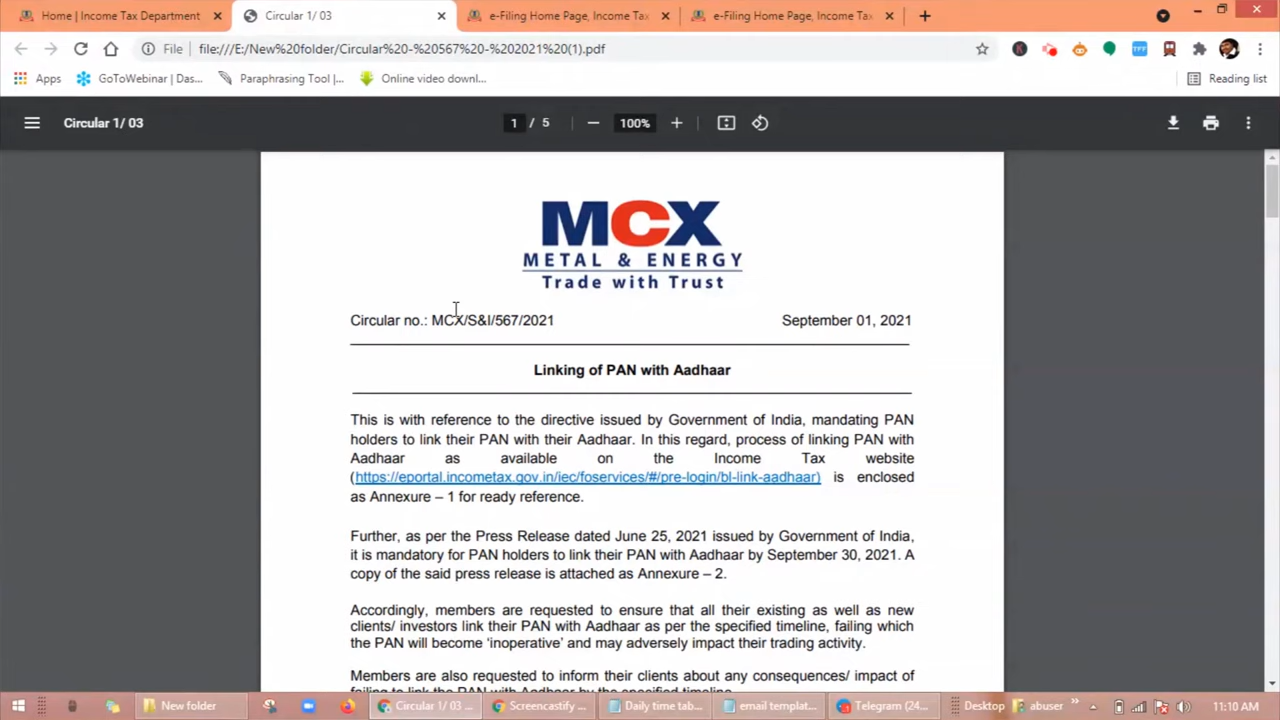 Home | Income Tax Department
Circular 1/ 03
e-Filing Home Page, Income Tax
e-Filing Home Page, Income Tax
File
file:///E:/New%20folder/Circular%20-%20567%20-%202021%20(1).pdf
Apps
GoToWebinar | Das...
Paraphrasing Tool |...
Online video downl...
Reading list
Circular 1/ 03
1 / 5
100%
MCX
METAL & ENERGY
Trade with Trust
Circular no.: MCX/S&I/567/2021 September 01, 2021
Linking of PAN with Aadhaar
This is with reference to the directive issued by Government of India, mandating PAN
holders to link their PAN with their Aadhaar. In this regard, process of linking PAN with
Aadhaar as available on the Income Tax website
(https://eportal.incometax.gov.in/iec/foservices/#/pre-login/bl-link-aadhaar) is enclosed
as Annexure – 1 for ready reference.
Further, as per the Press Release dated June 25, 2021 issued by Government of India,
it is mandatory for PAN holders to link their PAN with Aadhaar by September 30, 2021. A
copy of the said press release is attached as Annexure – 2.
Accordingly, members are requested to ensure that all their existing as well as new
clients/ investors link their PAN with Aadhaar as per the specified timeline, failing which
the PAN will become ‘inoperative’ and may adversely impact their trading activity.
Members are also requested to inform their clients about any consequences/ impact of
failing to link the PAN with Aadhaar by the specified timeline
New folder
Circular 1/ 03 ...
Screencastify ...
Daily time tab...
email templat...
Telegram (24...
Desktop
abuser
11:10 AM